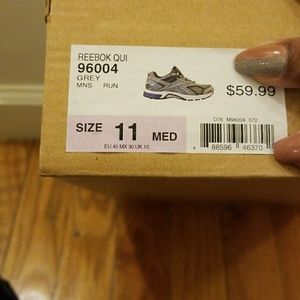 REEBOK QUI
96004
GREY
MNS RUN
$59.99
SIZE 11 MED
EU 45 MX 30 UK 10
D76 M96004 572
88596 46370